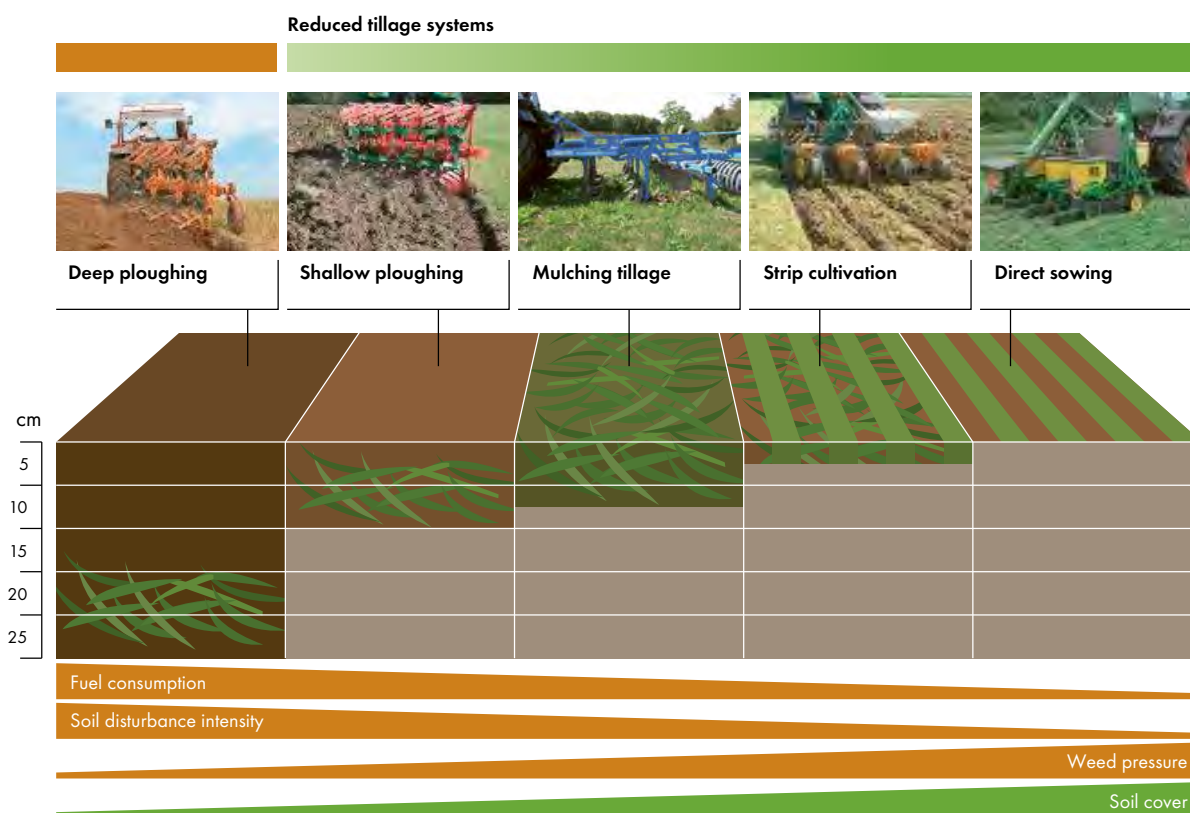 Reduced tillage systems
Deep ploughing
Shallow ploughing
Mulching tillage
Strip cultivation
Direct sowing
cm
5
10
15
20
25
Fuel consumption
Soil disturbance intensity
Weed pressure
Soil cover